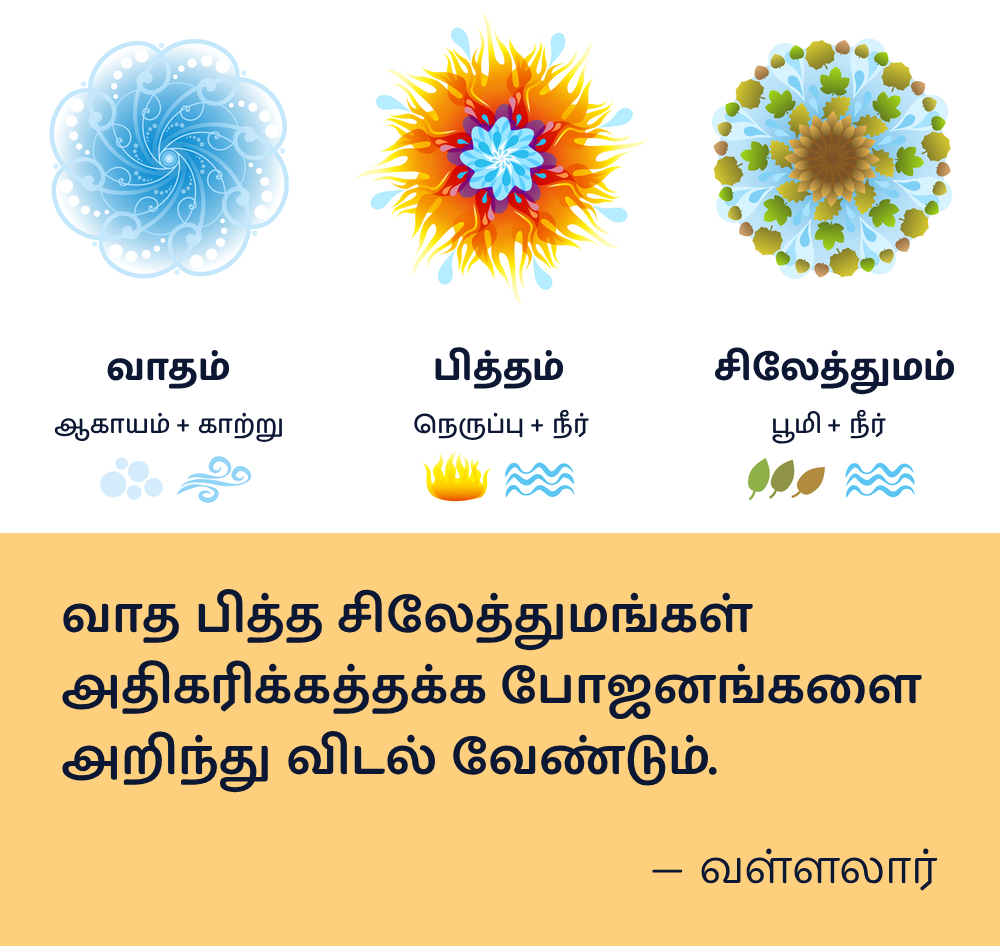 வாதம்
ஆகாயம் + காற்று
பித்தம்
நெருப்பு + நீர்
சிலேத்துமம்
பூமி + நீர்
வாத பித்த சிலேத்துமங்கள்
அதிகரிக்கத்தக்க போஜனங்களை
அறிந்து விடல் வேண்டும்.
– வள்ளலார்